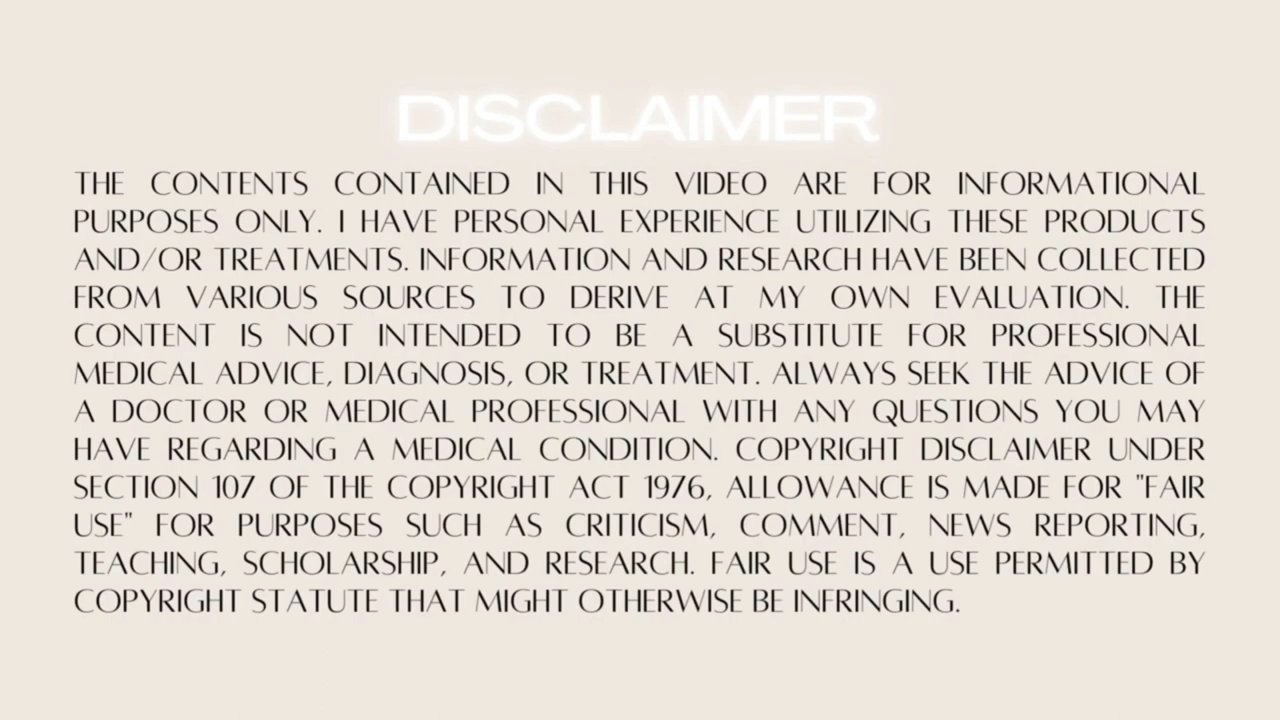 DISCLAIMER
THE CONTENTS CONTAINED IN THIS VIDEO ARE FOR INFORMATIONAL
PURPOSES ONLY. I HAVE PERSONAL EXPERIENCE UTILIZING THESE PRODUCTS
AND/OR TREATMENTS. INFORMATION AND RESEARCH HAVE BEEN COLLECTED
FROM VARIOUS SOURCES TO DERIVE AT MY OWN EVALUATION. THE
CONTENT IS NOT INTENDED TO BE A SUBSTITUTE FOR PROFESSIONAL
MEDICAL ADVICE, DIAGNOSIS, OR TREATMENT. ALWAYS SEEK THE ADVICE OF
A DOCTOR OR MEDICAL PROFESSIONAL WITH ANY QUESTIONS YOU MAY
HAVE REGARDING A MEDICAL CONDITION. COPYRIGHT DISCLAIMER UNDER
SECTION 107 OF THE COPYRIGHT ACT 1976, ALLOWANCE IS MADE FOR "FAIR
USE" FOR PURPOSES SUCH AS CRITICISM, COMMENT, NEWS REPORTING,
TEACHING, SCHOLARSHIP, AND RESEARCH. FAIR USE IS A USE PERMITTED BY
COPYRIGHT STATUTE THAT MIGHT OTHERWISE BE INFRINGING.